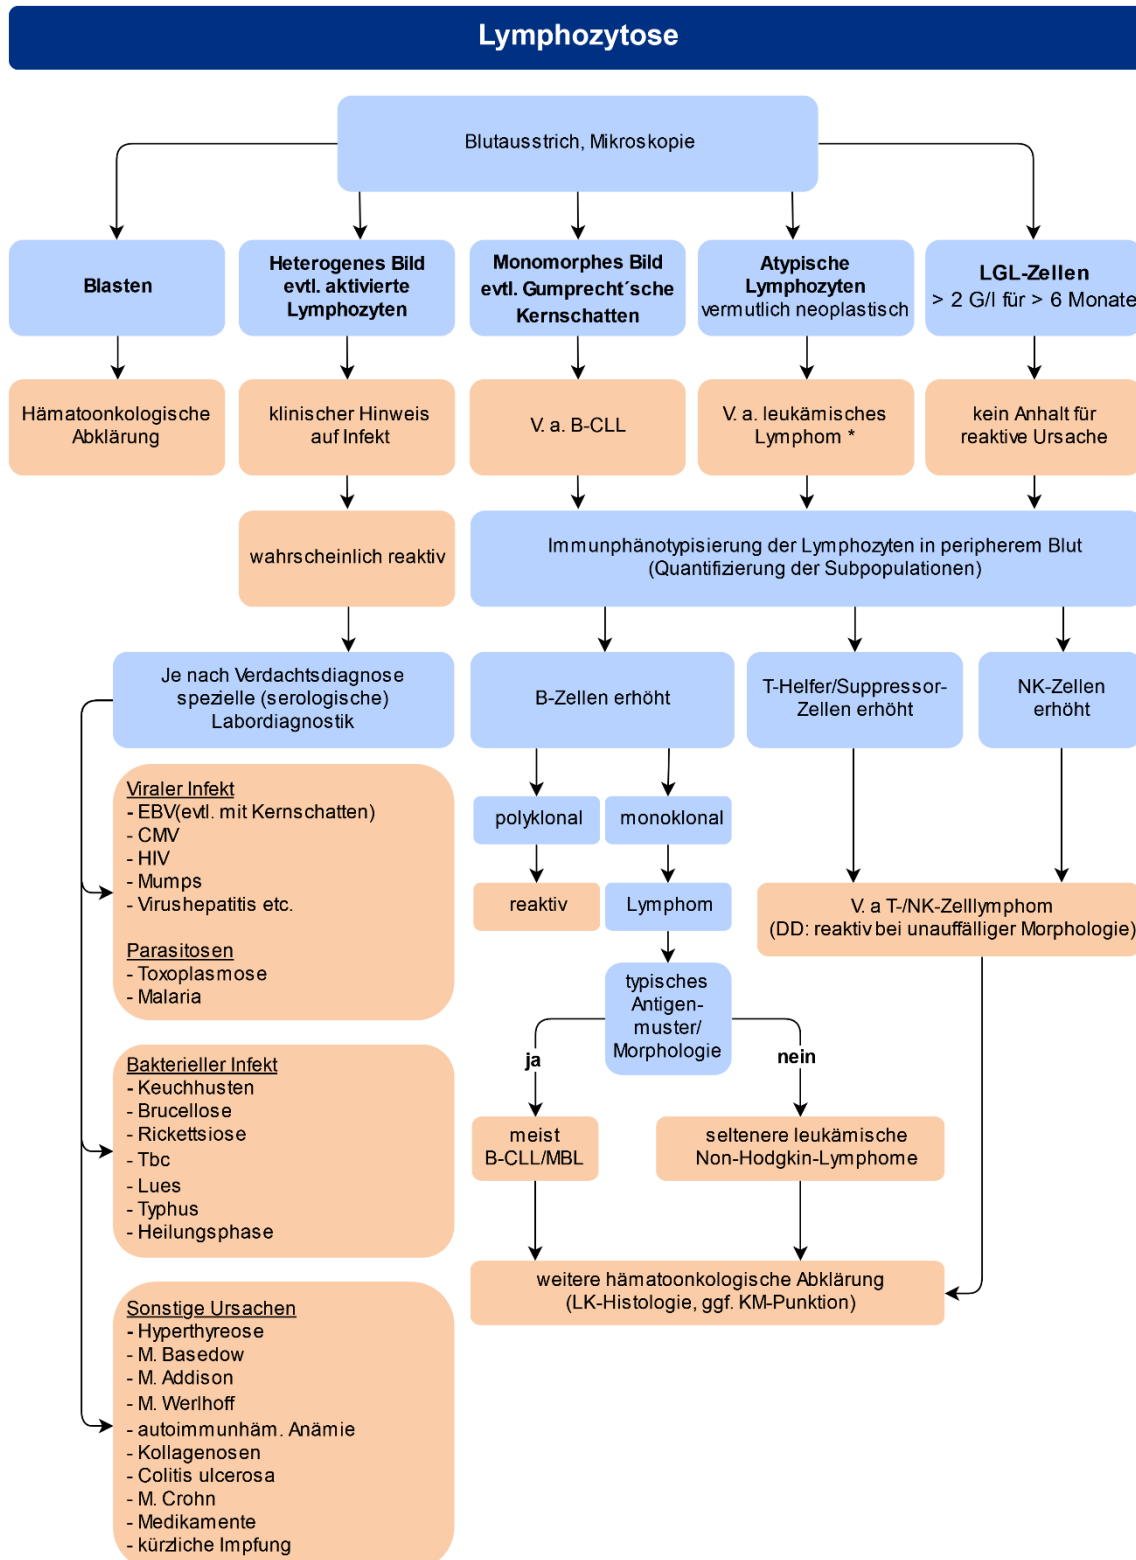 Lymphozytose
Blutausstrich, Mikroskopie
Blasten
Heterogenes Bild
evtl. aktivierte
Lymphozyten
Monomorphes Bild
evtl. Gumprecht´sche
Kernschatten
Atypische
Lymphozyten
vermutlich neoplastisch
LGL-Zellen
> 2 G/l für > 6 Monate
Hämatoonkologische
Abklärung
klinischer Hinweis
auf Infekt
V. a. B-CLL
V. a. leukämisches
Lymphom *
kein Anhalt für
reaktive Ursache
wahrscheinlich reaktiv
Immunphänotypisierung der Lymphozyten in peripherem Blut
(Quantifizierung der Subpopulationen)
Je nach Verdachtsdiagnose
spezielle (serologische)
Labordiagnostik
B-Zellen erhöht
T-Helfer/Suppressor-
Zellen erhöht
NK-Zellen
erhöht
Viraler Infekt
- EBV(evtl. mit Kernschatten)
- CMV
- HIV
- Mumps
- Virushepatitis etc.
Parasitosen
- Toxoplasmose
- Malaria
polyklonal
monoklonal
reaktiv
Lymphom
V. a T-/NK-Zelllymphom
(DD: reaktiv bei unauffälliger Morphologie)
typisches
Antigen-
muster/
Morphologie
ja
nein
Bakterieller Infekt
- Keuchhusten
- Brucellose
- Rickettsiose
- Tbc
- Lues
- Typhus
- Heilungsphase
meist
B-CLL/MBL
seltenere leukämische
Non-Hodgkin-Lymphome
weitere hämatoonkologische Abklärung
(LK-Histologie, ggf. KM-Punktion)
Sonstige Ursachen
- Hyperthyreose
- M. Basedow
- M. Addison
- M. Werlhoff
- autoimmunhäm. Anämie
- Kollagenosen
- Colitis ulcerosa
- M. Crohn
- Medikamente
- kürzliche Impfung